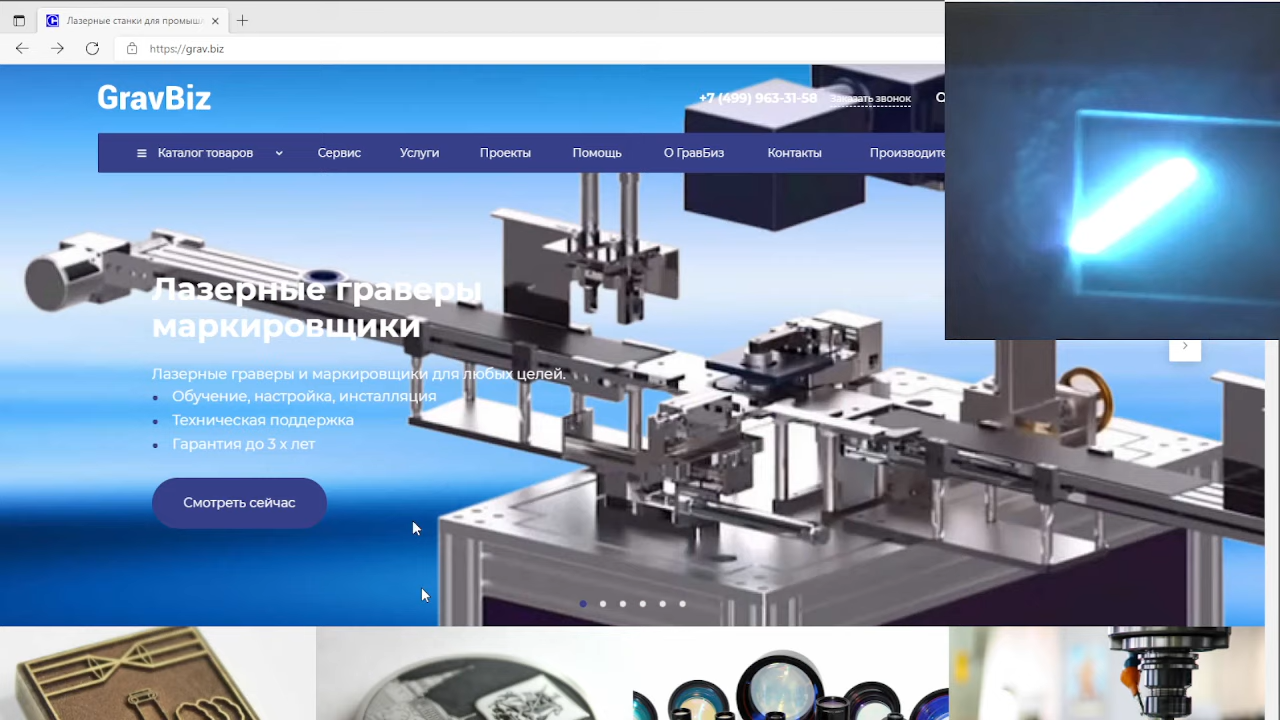 Лазерные станки для промыш
https://grav.biz
GravBiz
+7 (499) 963-31-58
Заказать звонок
Каталог товаров
Сервис
Услуги
Проекты
Помощь
О ГравБиз
Контакты
Производите
Лазерные граверы
маркировщики
Лазерные граверы и маркировщики для любых целей.
Обучение, настройка, инсталляция
Техническая поддержка
Гарантия до 3 х лет
Смотреть сейчас